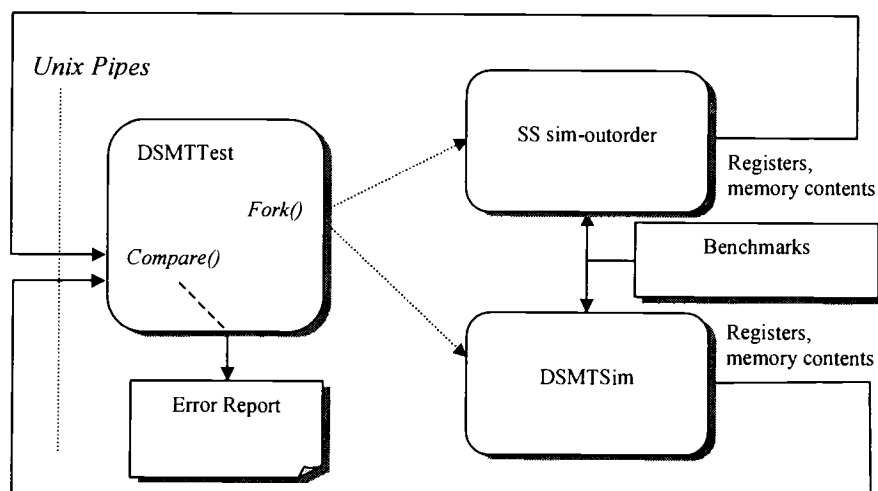 Unix Pipes
DSMTTest
Fork()
Compare()
Error Report
SS sim-outorder
Registers,
memory contents
Benchmarks
DSMTSim
Registers,
memory contents